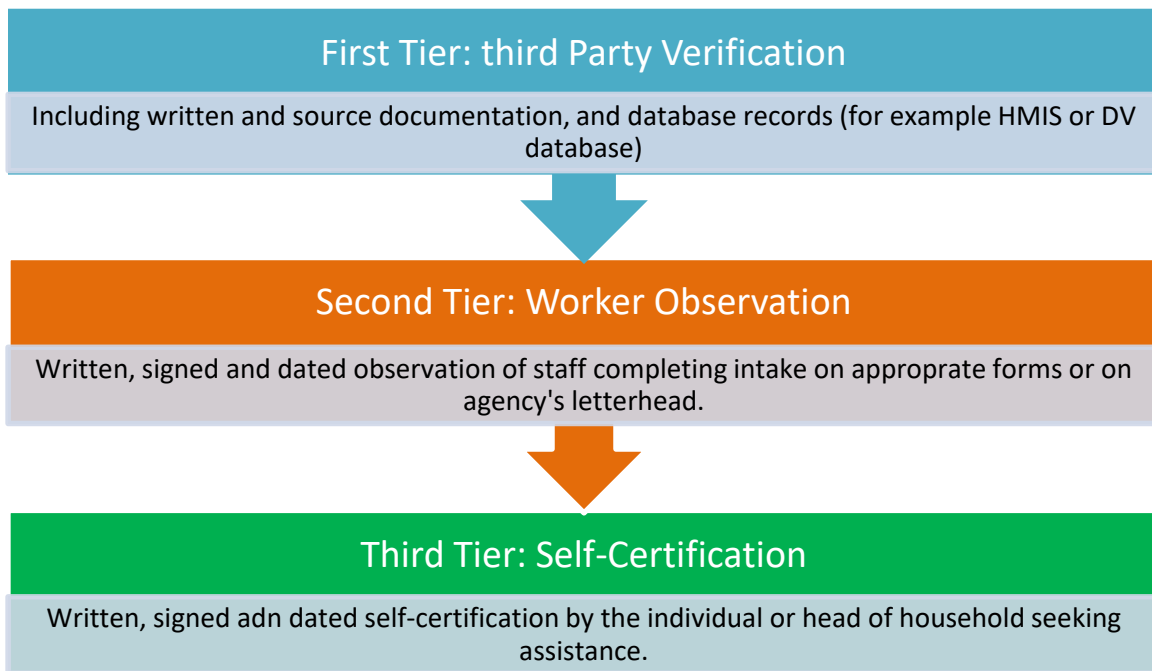 First Tier: third Party Verification
Including written and source documentation, and database records (for example HMIS or DV
database)
Second Tier: Worker Observation
Written, signed and dated observation of staff completing intake on approprate forms or on
agency's letterhead.
Third Tier: Self-Certification
Written, signed adn dated self-certification by the individual or head of household seeking
assistance.